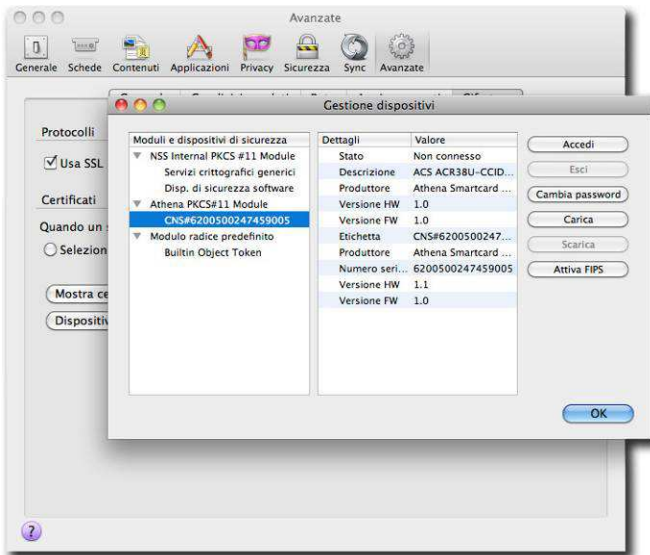 Avanzate
Generale Schede Contenuti Applicazioni Privacy Sicurezza Sync Avanzate
Gestione dispositivi
Protocolli
Usa SSL
Certificati
Quando un
Selezion
Mostra ce
Dispositiv
Moduli e dispositivi di sicurezza
NSS Internal PKCS #11 Module
Servizi crittografici generici
Disp. di sicurezza software
Athena PKCS#11 Module
CNS#6200500247459005
Modulo radice predefinito
Builtin Object Token
Dettagli Valore
Stato Non connesso
Descrizione ACS ACR38U-CCID...
Produttore Athena Smartcard ...
Versione HW 1.0
Versione FW 1.0
Etichetta CNS#6200500247...
Produttore Athena Smartcard ...
Numero seri... 6200500247459005
Versione HW 1.1
Versione FW 1.0
Accedi
Esci
Cambia password
Carica
Scarica
Attiva FIPS
OK
?